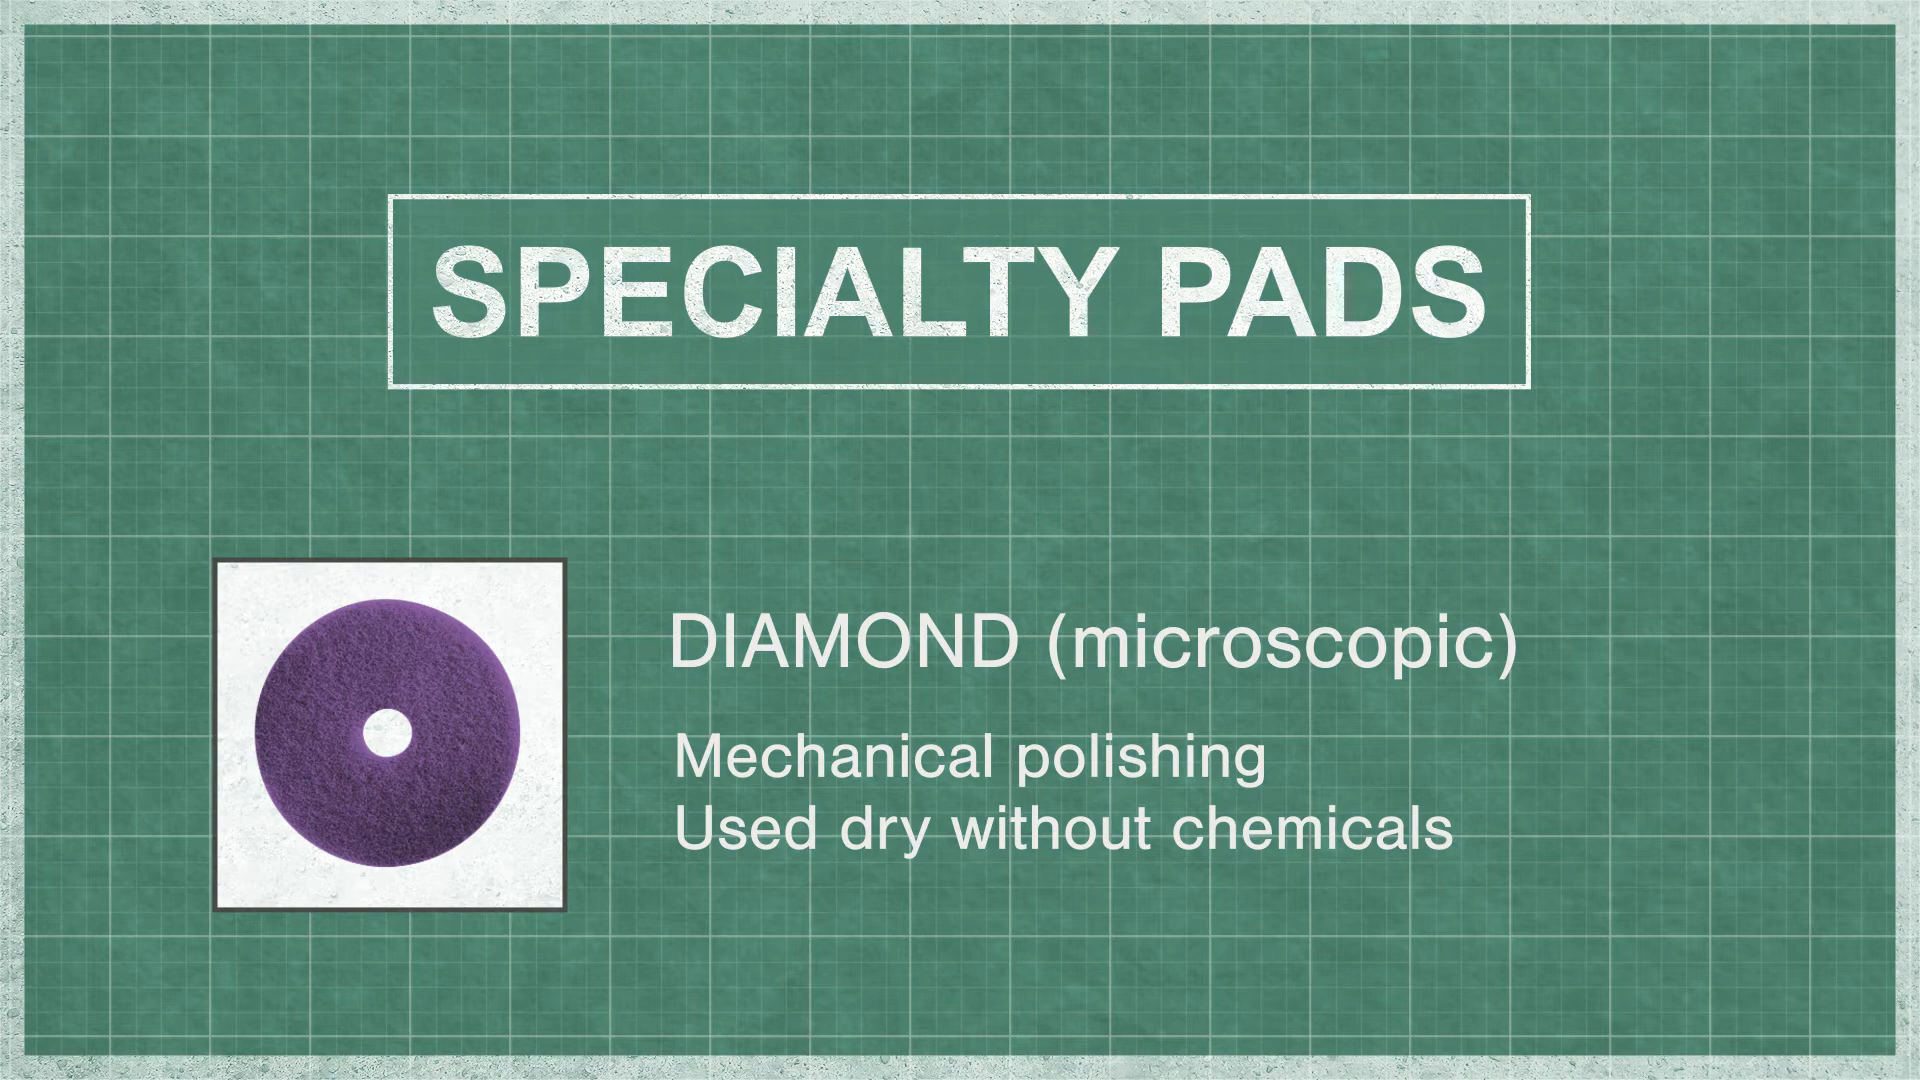 SPECIALTY PADS
DIAMOND (microscopic)
Mechanical polishing
Used dry without chemicals